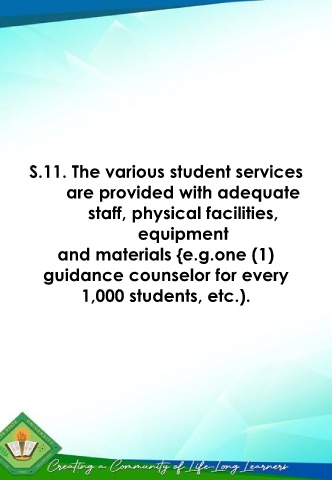 S.11. The various student services
are provided with adequate
staff, physical facilities,
equipment
and materials {e.g.one (1)
guidance counselor for every
1,000 students, etc.).
Creating a Community of Life-Long Learners